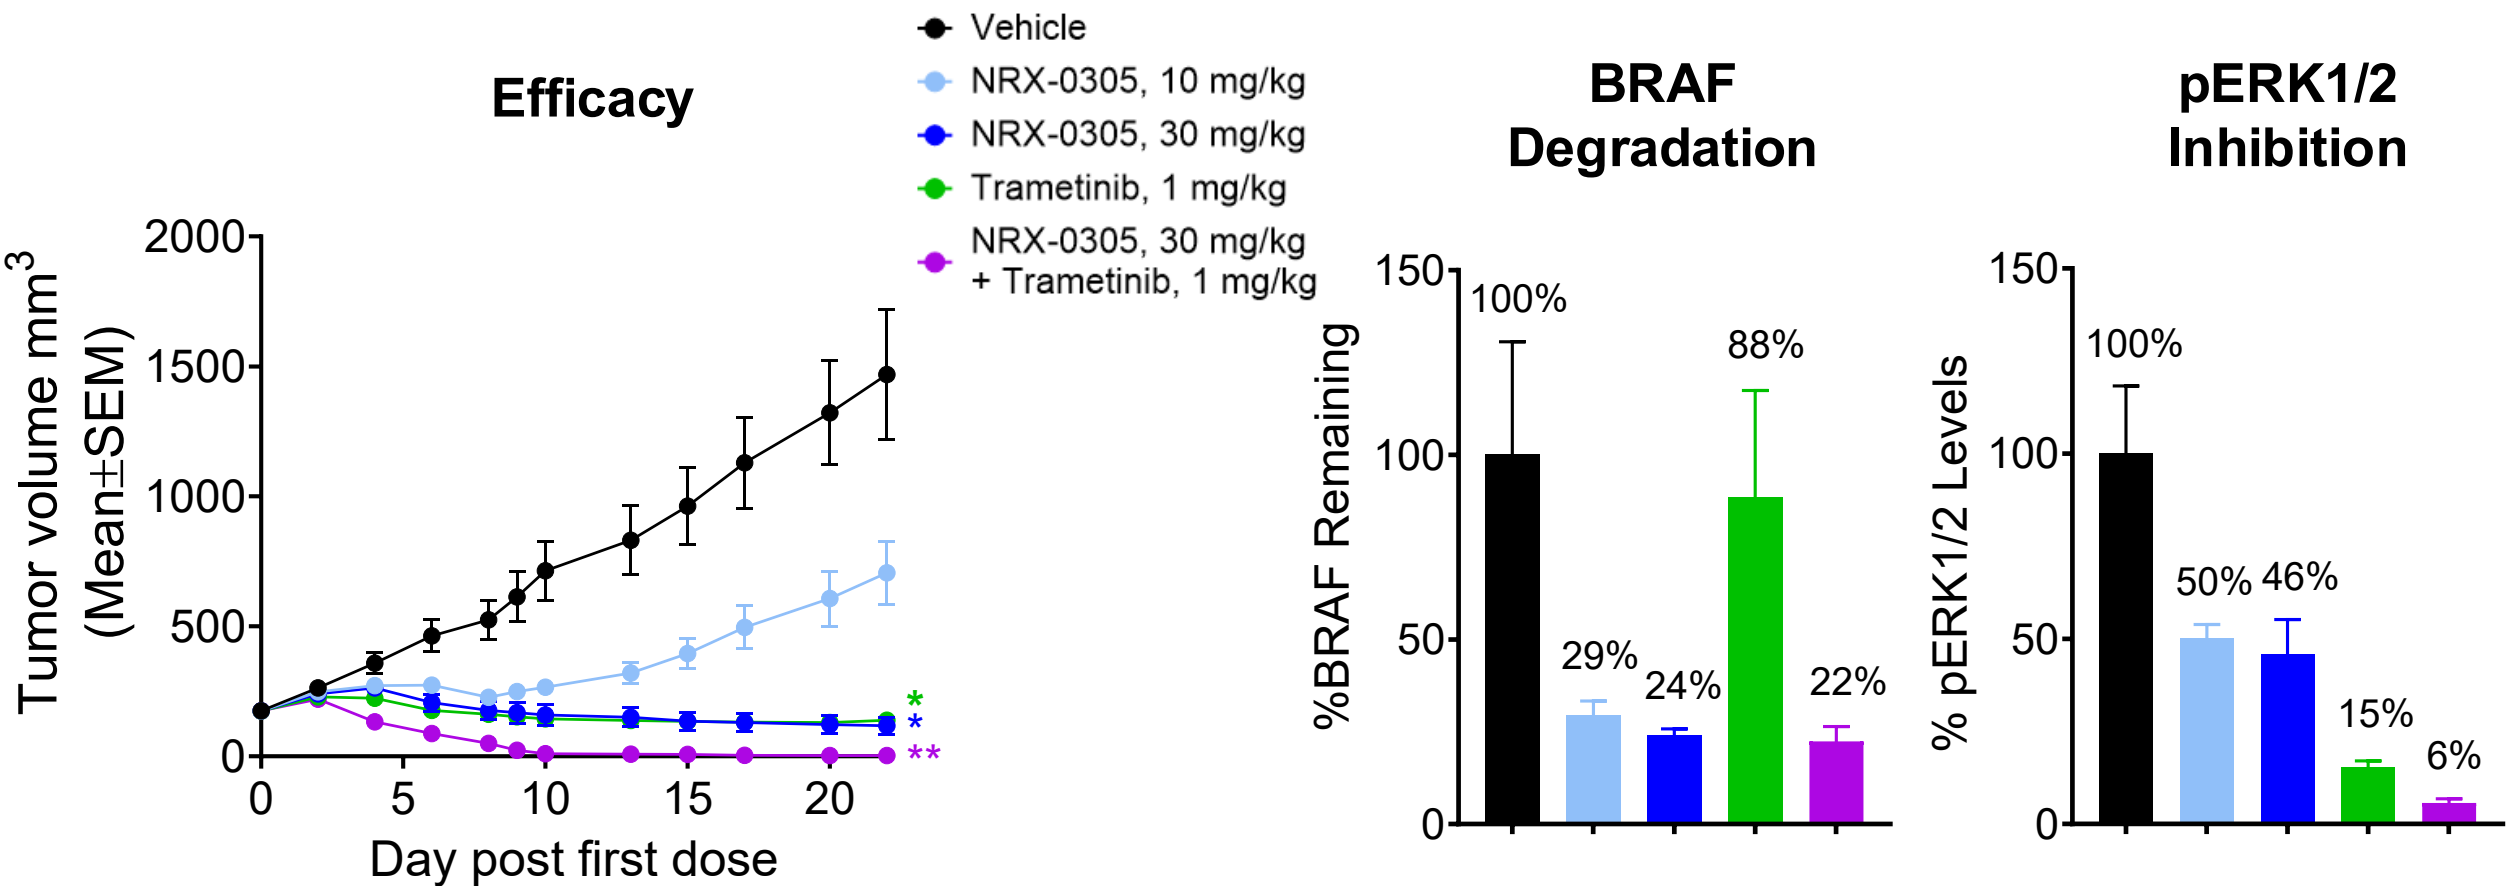 Efficacy
Vehicle
NRX-0305, 10 mg/kg
NRX-0305, 30 mg/kg
Trametinib, 1 mg/kg
NRX-0305, 30 mg/kg
+ Trametinib, 1 mg/kg
Tumor volume mm³
(Mean±SEM)
2000
1500
1000
500
0
0 5 10 15 20
Day post first dose
*
*
**
BRAF
Degradation
%BRAF Remaining
150
100
50
0
100%
29%
24%
88%
22%
pERK1/2
Inhibition
% pERK1/2 Levels
150
100
50
0
100%
50%
46%
15%
6%